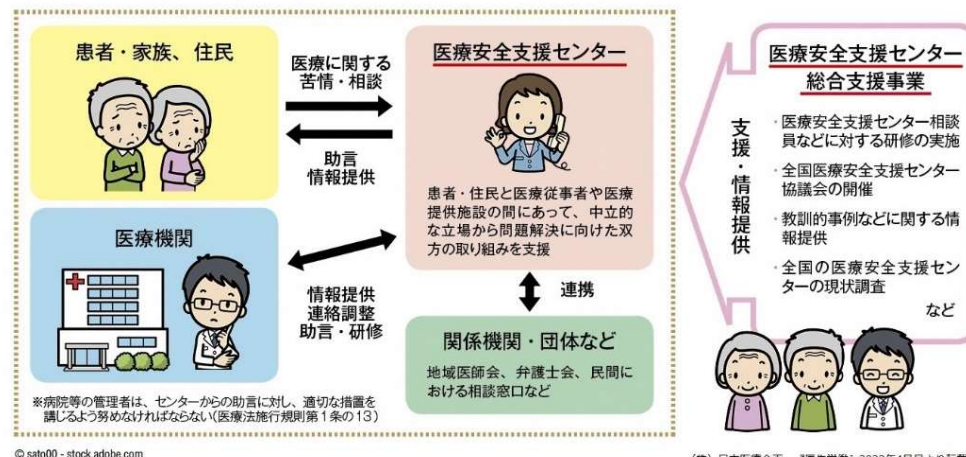 患者・家族、住民
医療に関する
苦情・相談
助言
情報提供
医療安全支援センター
患者・住民と医療従事者や医療
提供施設の間にあって、中立的
な立場から問題解決に向けた双
方の取り組みを支援
医療機関
情報提供
連絡調整
助言・研修
連携
関係機関・団体など
地域医師会、弁護士会、民間に
おける相談窓口など
※病院等の管理者は、センターからの助言に対し、適切な措置を
講じるよう努めなければならない(医療法施行規則第1条の13)
支援・情報提供
医療安全支援センター
総合支援事業
・医療安全支援センター相談
員などに対する研修の実施
・全国医療安全支援センター
協議会の開催
・教訓的事例などに関する情
報提供
・全国の医療安全支援セン
ターの現状調査
など
© sato00 - stock.adobe.com